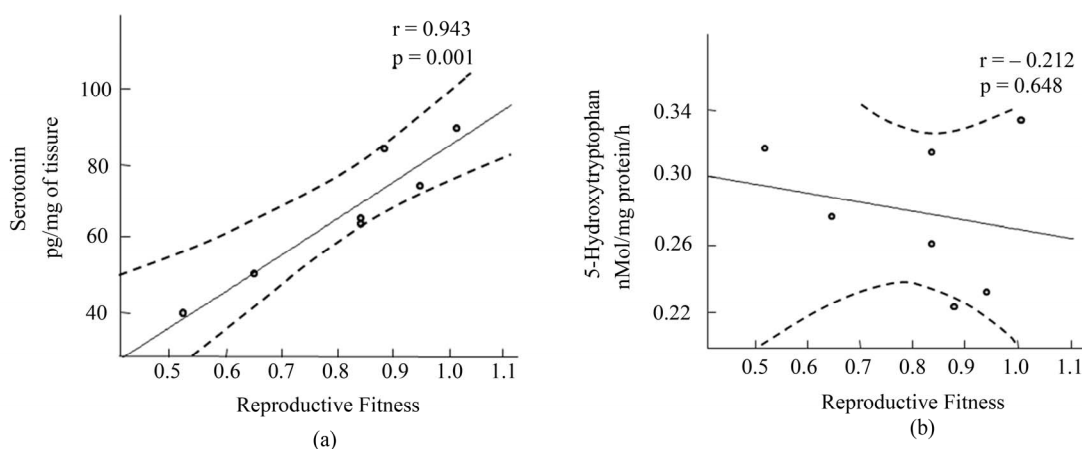 r = 0.943
p = 0.001
Serotonin
pg/mg of tissure
100
80
60
40
0.5 0.6 0.7 0.8 0.9 1.0 1.1
Reproductive Fitness
(a)
r = – 0.212
p = 0.648
5-Hydroxytryptophan
nMol/mg protein/h
0.34
0.30
0.26
0.22
0.5 0.6 0.7 0.8 0.9 1.0 1.1
Reproductive Fitness
(b)